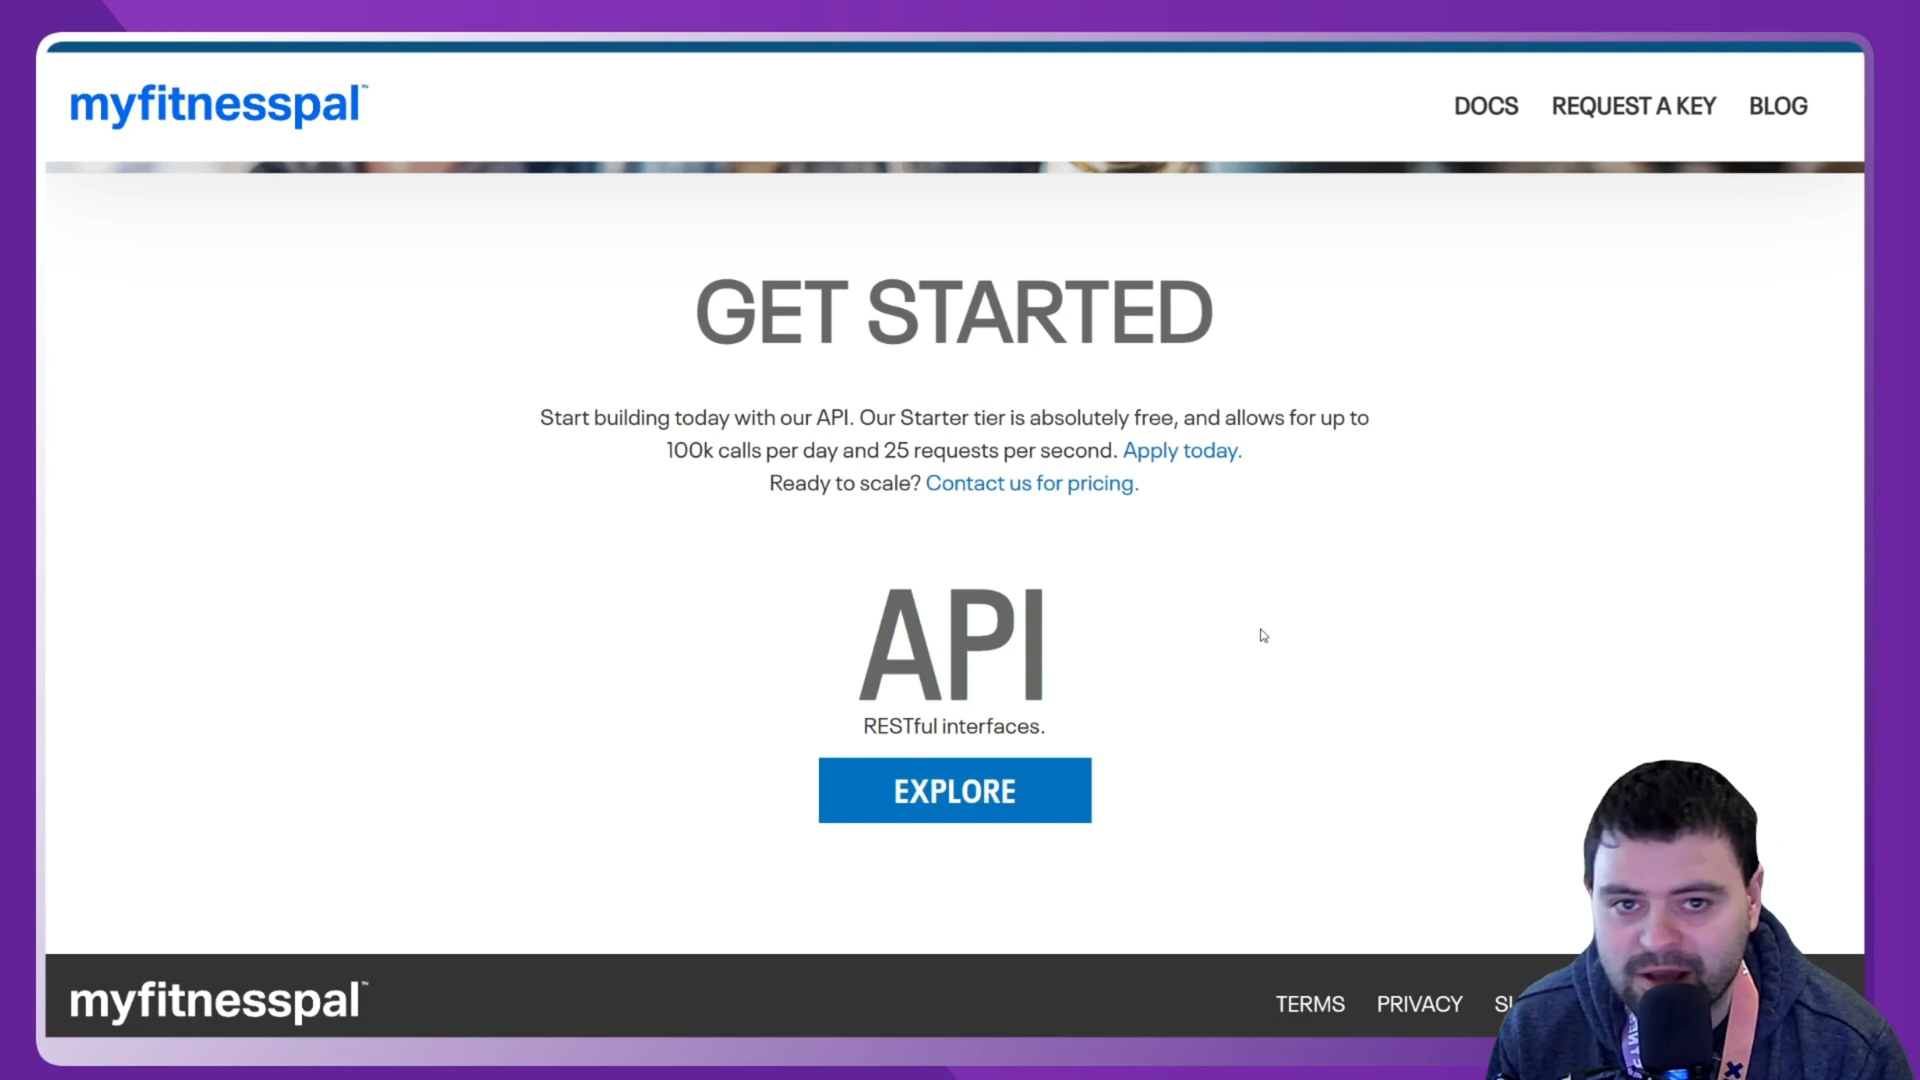 myfitnesspal™
DOCS REQUEST A KEY BLOG
GET STARTED
Start building today with our API. Our Starter tier is absolutely free, and allows for up to
100k calls per day and 25 requests per second. Apply today.
Ready to scale? Contact us for pricing.
API
RESTful interfaces.
EXPLORE
myfitnesspal™
TERMS PRIVACY